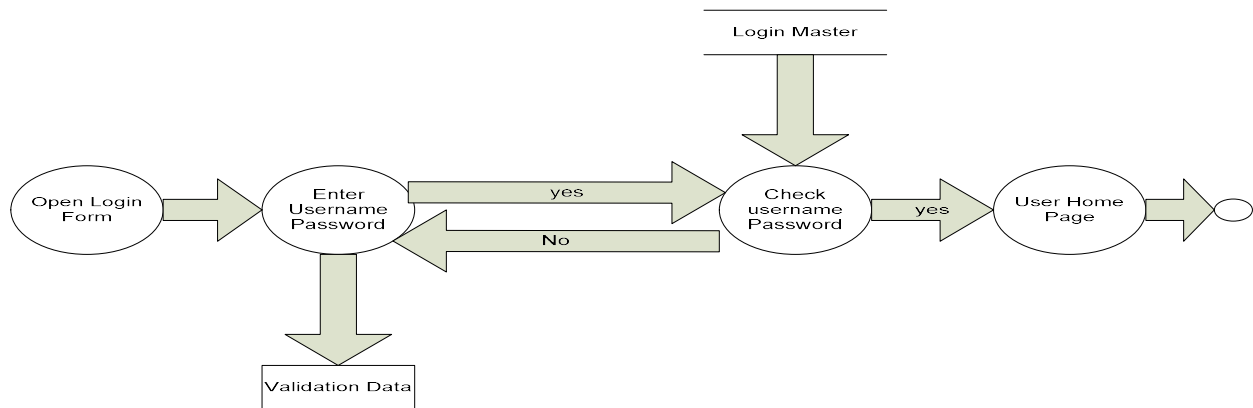 Login Master
Open Login
Form
Enter
Username
Password
yes
No
Check
username
Password
yes
User Home
Page
Validation Data